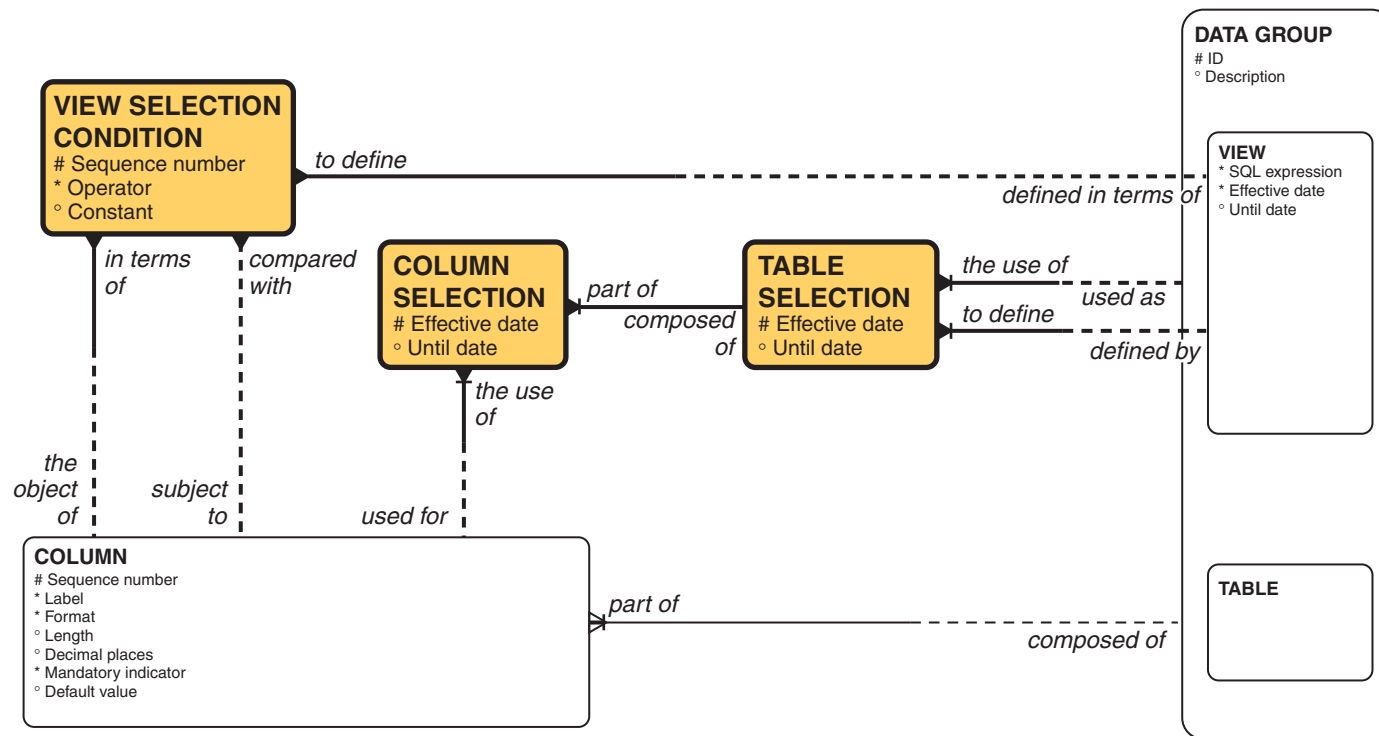 DATA GROUP
# ID
° Description
VIEW SELECTION
CONDITION
# Sequence number
* Operator
° Constant
to define
defined in terms of
VIEW
* SQL expression
* Effective date
° Until date
in terms
of
compared
with
COLUMN
SELECTION
# Effective date
° Until date
part of
composed
of
TABLE
SELECTION
# Effective date
° Until date
the use of
used as
to define
defined by
the use
of
the
object
of
subject
to
used for
COLUMN
# Sequence number
* Label
* Format
° Length
° Decimal places
* Mandatory indicator
° Default value
part of
composed of
TABLE